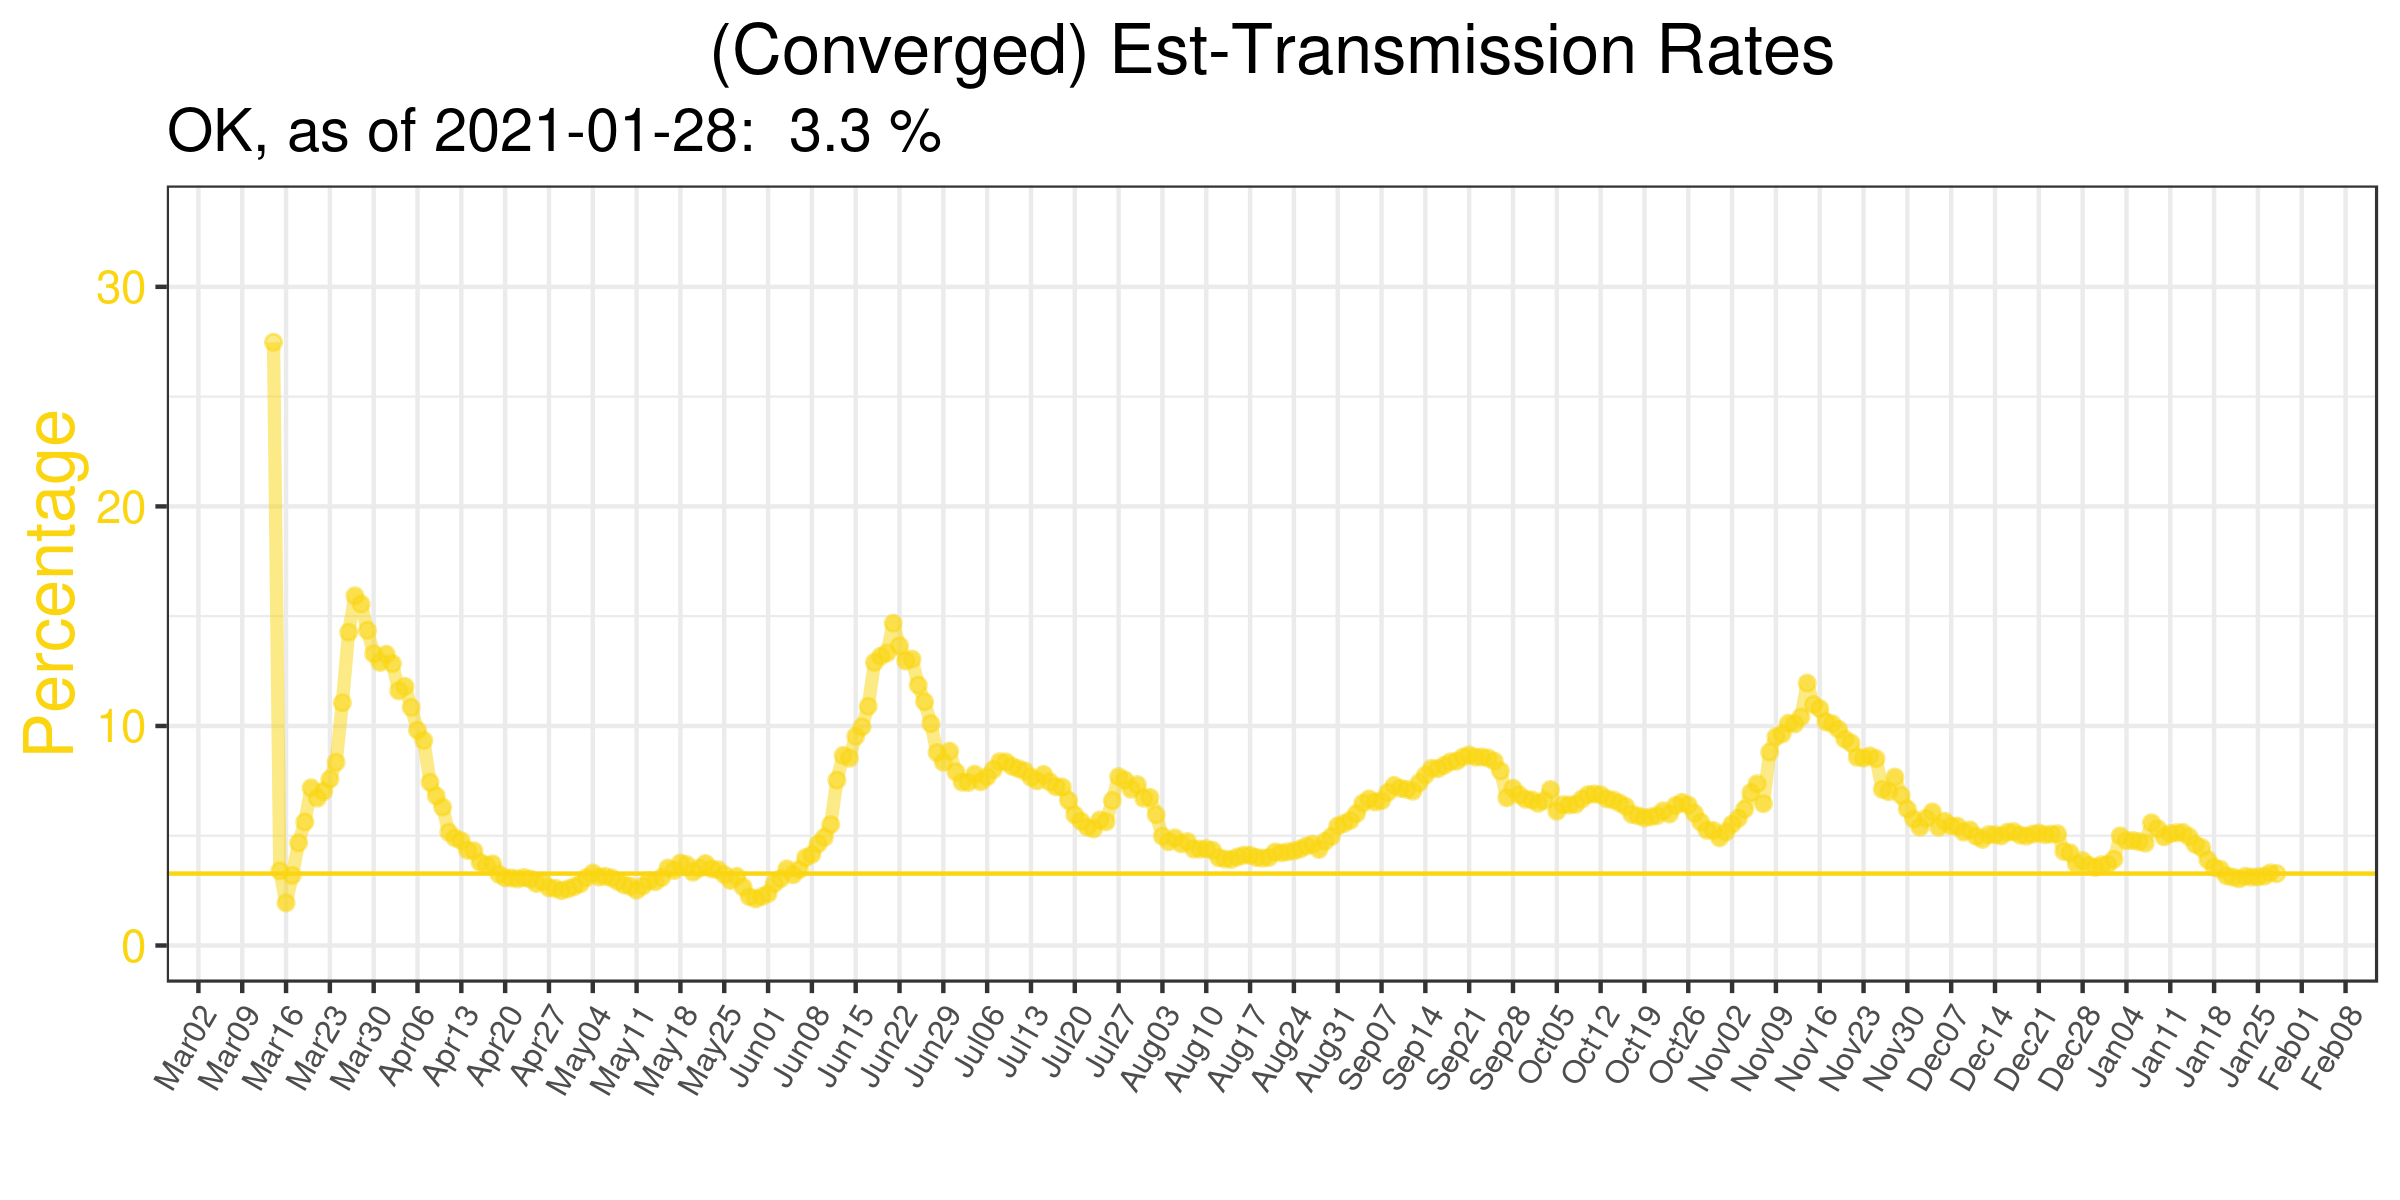 (Converged) Est-Transmission Rates
OK, as of 2021-01-28:  3.3 %
Percentage
30
20
10
0
Mar02
Mar09
Mar16
Mar23
Mar30
Apr06
Apr13
Apr20
Apr27
May04
May11
May18
May25
Jun01
Jun08
Jun15
Jun22
Jun29
Jul06
Jul13
Jul20
Jul27
Aug03
Aug10
Aug17
Aug24
Aug31
Sep07
Sep14
Sep21
Sep28
Oct05
Oct12
Oct19
Oct26
Nov02
Nov09
Nov16
Nov23
Nov30
Dec07
Dec14
Dec21
Dec28
Jan04
Jan11
Jan18
Jan25
Feb01
Feb08